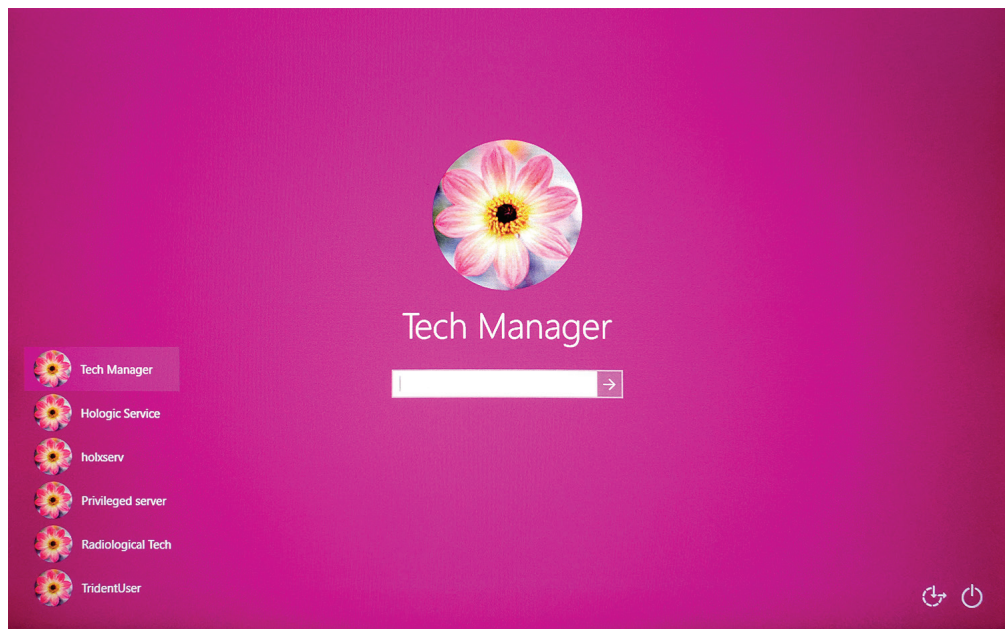 Tech Manager
Tech Manager
Hologic Service
holxserv
Privileged server
Radiological Tech
TridentUser